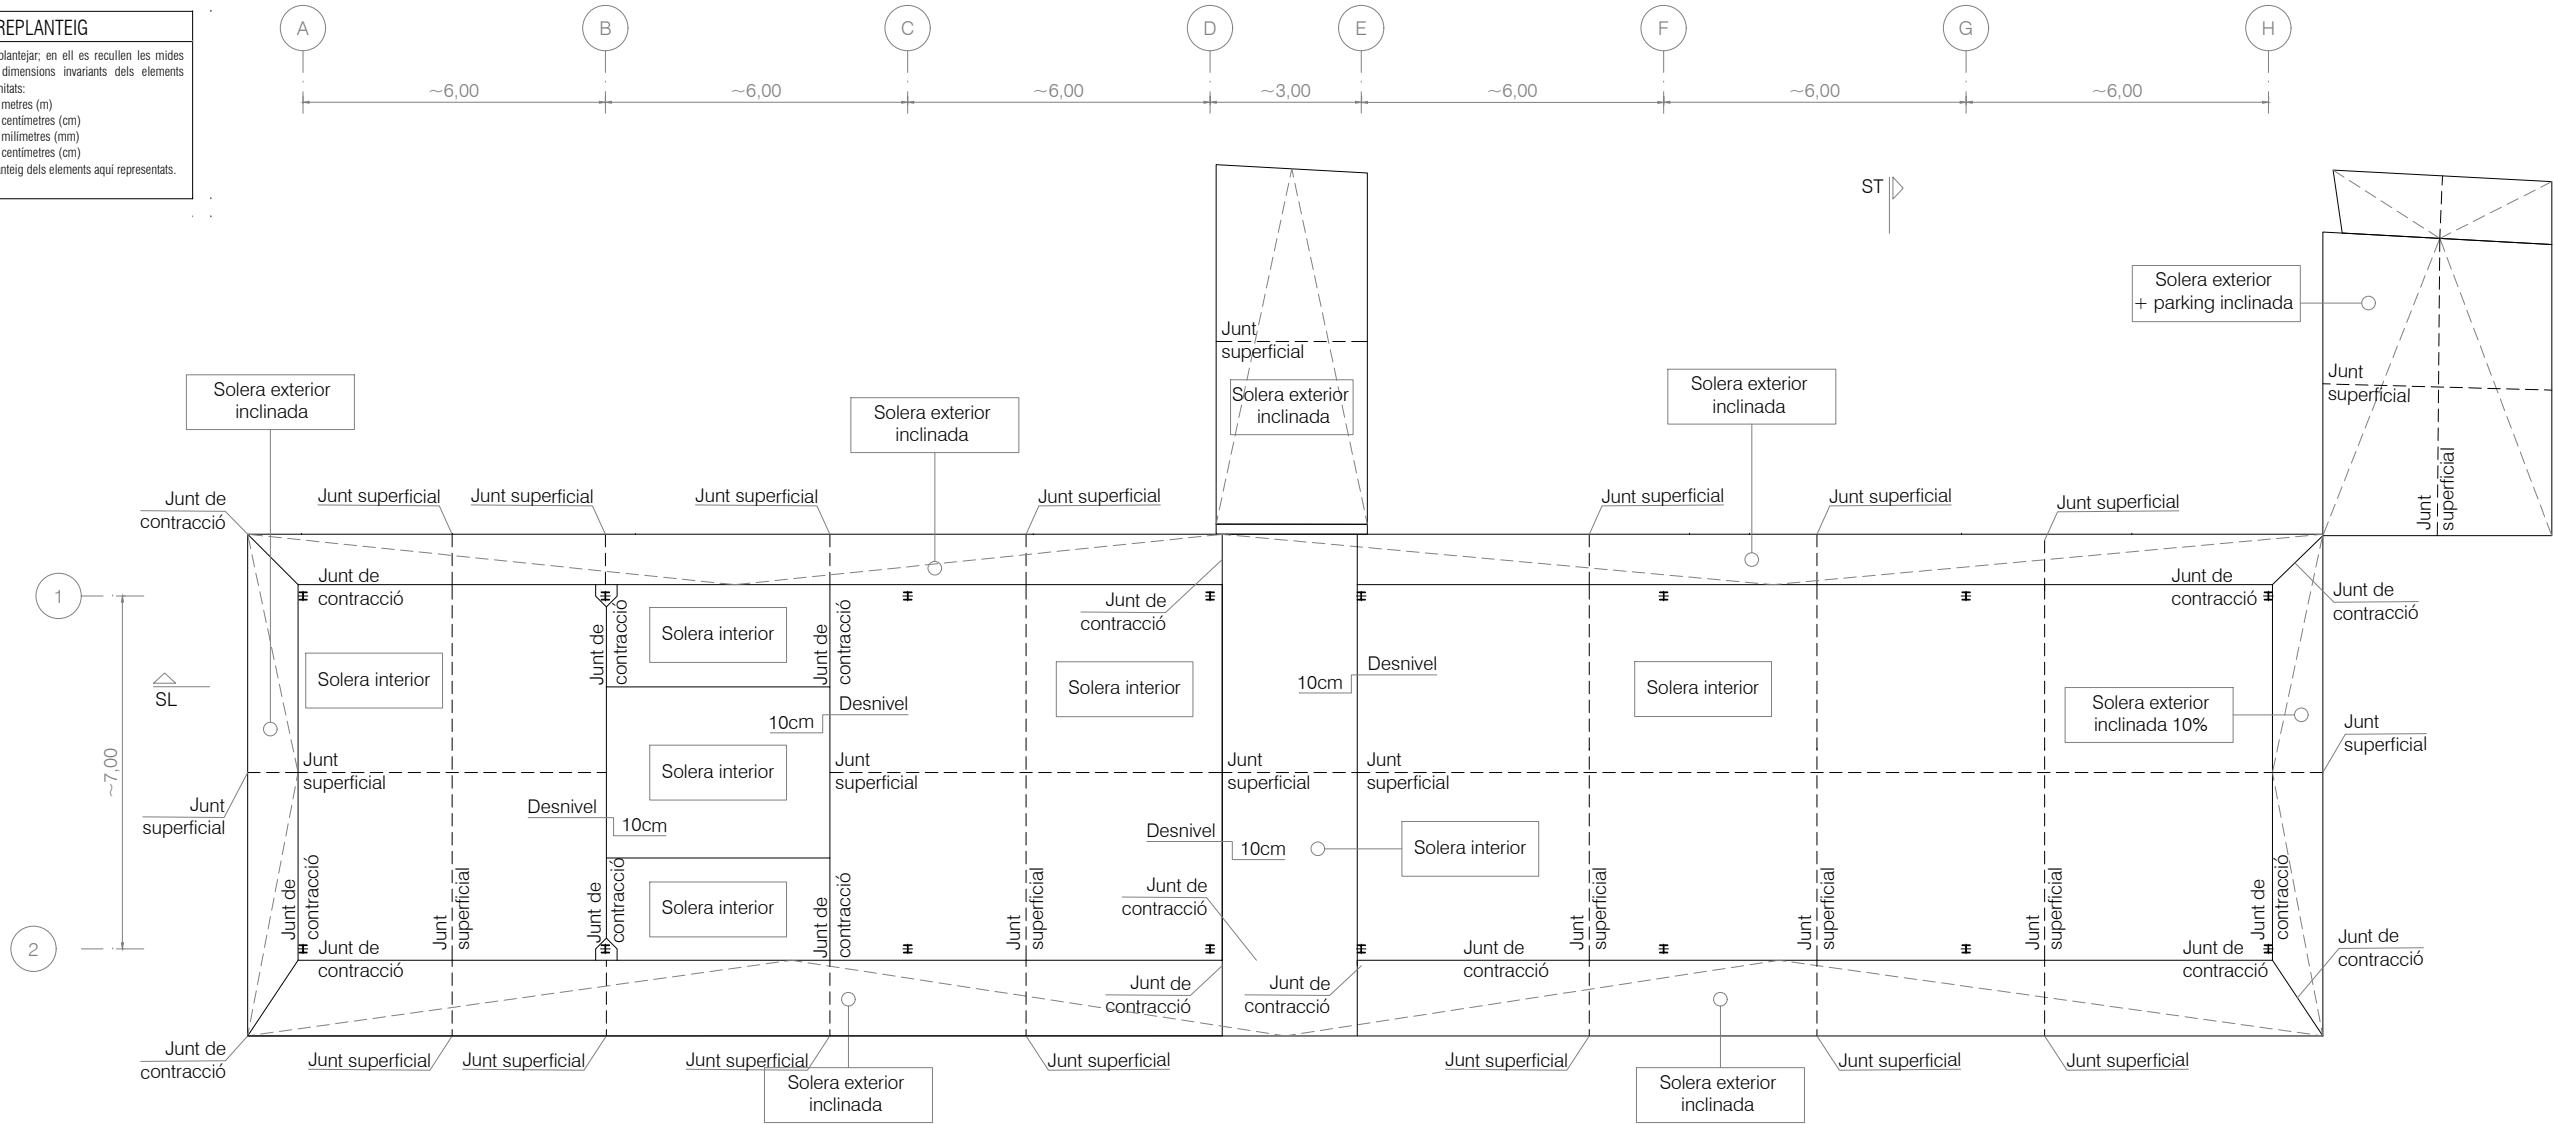 REPLANTEIG
plantejar; en ell es recullen les mides
dimensions invariants dels elements
nitats:
metres (m)
centímetres (cm)
milímetres (mm)
centímetres (cm)
nteig dels elements aquí representats.
A
B
C
D
E
F
G
H
~6,00
~6,00
~6,00
~3,00
~6,00
~6,00
~6,00
ST
Solera exterior
+ parking inclinada
Junt
superficial
Junt
superficial
Junt
superficial
Solera exterior
inclinada
Solera exterior
inclinada
Solera exterior
inclinada
Solera exterior
inclinada
Junt de
contracció
Junt superficial
Junt superficial
Junt superficial
Junt superficial
Junt superficial
Junt superficial
Junt superficial
1
Junt de
contracció
Junt de
contracció
Solera interior
Junt de
contracció
Junt de
contracció
Junt de
contracció
Junt de
contracció
SL
Solera interior
Solera interior
Desnivel
10cm
Desnivel
10cm
Solera interior
Solera exterior
inclinada 10%
Junt
superficial
~7,00
Junt
superficial
Solera interior
Junt
superficial
Junt
superficial
Junt
superficial
Junt
superficial
Desnivel
10cm
Desnivel
10cm
Solera interior
2
Junt de
contracció
Junt
superficial
Junt de
contracció
Solera interior
Junt de
contracció
Junt
superficial
Junt de
contracció
Junt
superficial
Junt
superficial
Junt
superficial
Junt de
contracció
Junt de
contracció
Junt de
contracció
Junt de
contracció
Junt de
contracció
Junt de
contracció
Junt de
contracció
Junt de
contracció
Junt superficial
Junt superficial
Junt superficial
Junt superficial
Junt superficial
Junt superficial
Junt superficial
Solera exterior
inclinada
Solera exterior
inclinada